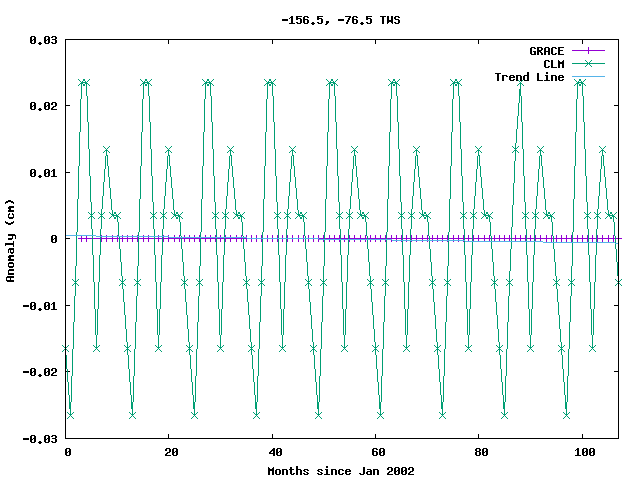 -156.5, -76.5 TWS
0.03
0.02
0.01
0
-0.01
-0.02
-0.03
Anomaly (cm)
GRACE
CLM
Trend Line
0 20 40 60 80 100
Months since Jan 2002